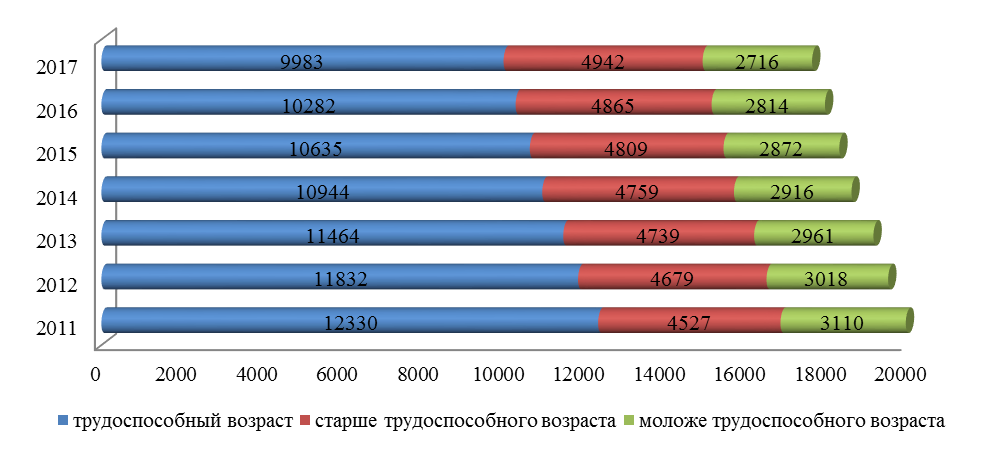 2017 9983 4942 2716
2016 10282 4865 2814
2015 10635 4809 2872
2014 10944 4759 2916
2013 11464 4739 2961
2012 11832 4679 3018
2011 12330 4527 3110
0 2000 4000 6000 8000 10000 12000 14000 16000 18000 20000
трудоспособный возраст старше трудоспособного возраста моложе трудоспособного возраста